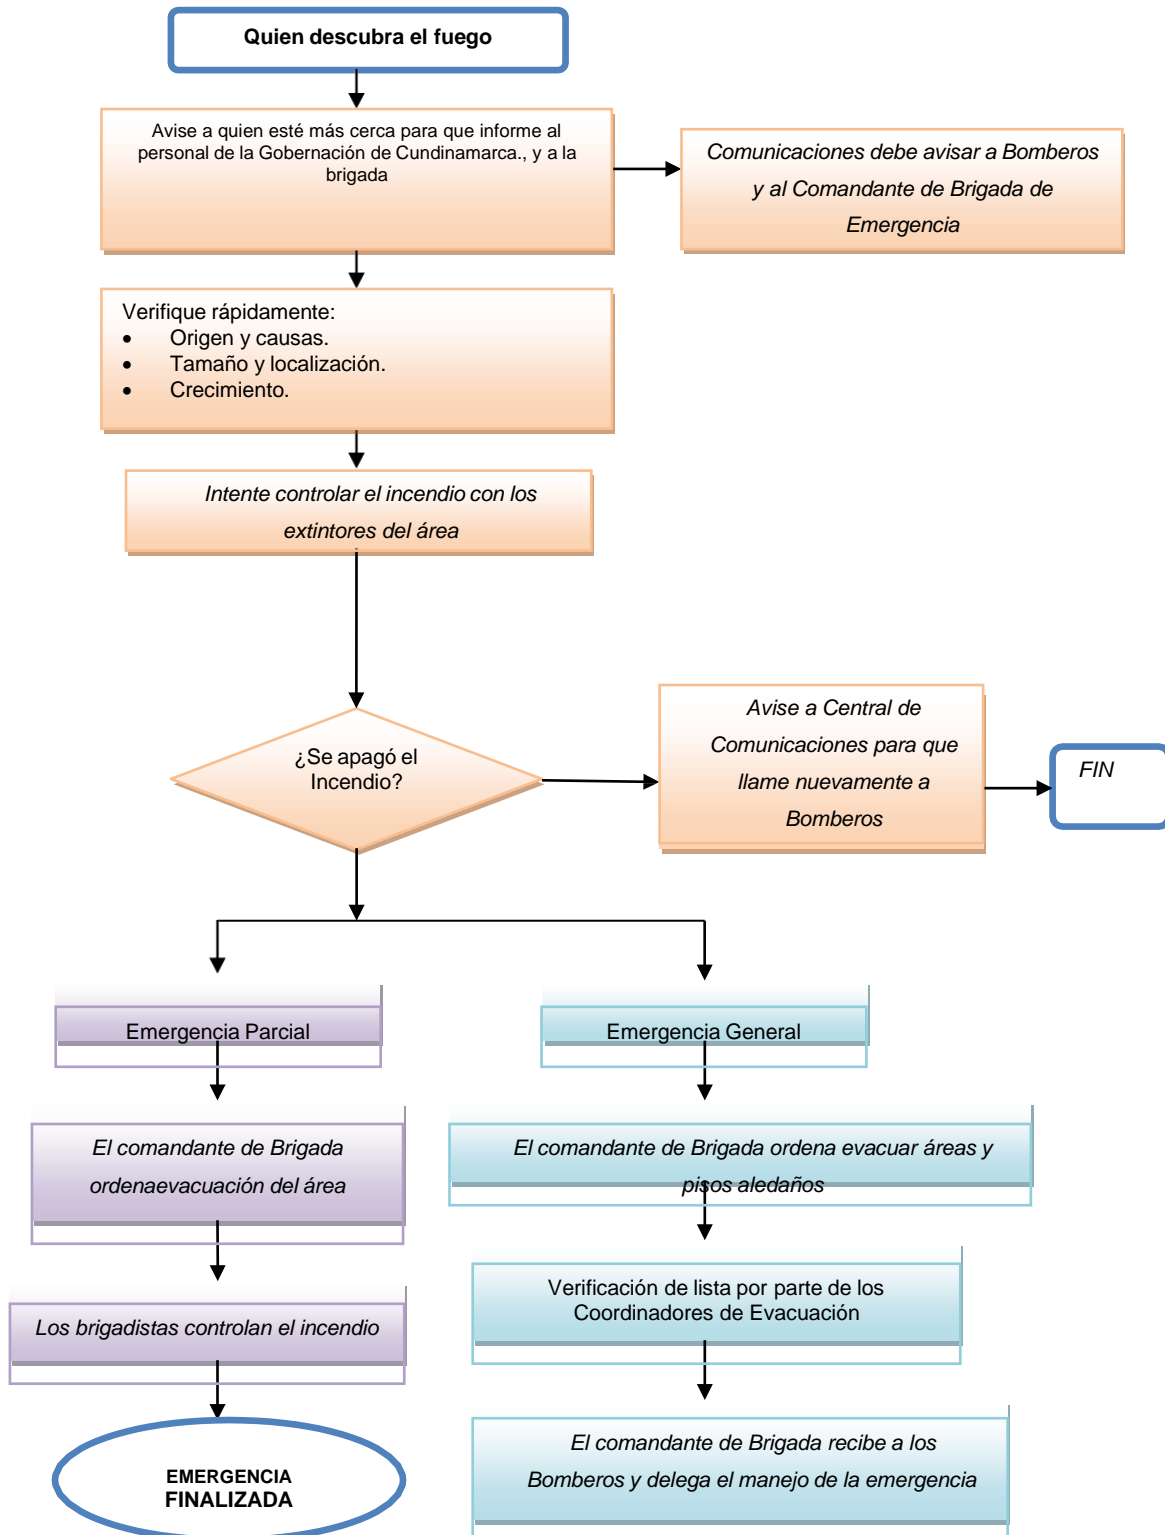 Quien descubra el fuego
Avise a quien esté más cerca para que informe al
personal de la Gobernación de Cundinamarca., y a la
brigada
Comunicaciones debe avisar a Bomberos
y al Comandante de Brigada de
Emergencia
Verifique rápidamente:
• Origen y causas.
• Tamaño y localización.
• Crecimiento.
Intente controlar el incendio con los
extintores del área
¿Se apagó el
Incendio?
Avise a Central de
Comunicaciones para que
llame nuevamente a
Bomberos
FIN
Emergencia Parcial
El comandante de Brigada
ordenaevacuación del área
Los brigadistas controlan el incendio
EMERGENCIA
FINALIZADA
Emergencia General
El comandante de Brigada ordena evacuar áreas y
pisos aledaños
Verificación de lista por parte de los
Coordinadores de Evacuación
El comandante de Brigada recibe a los
Bomberos y delega el manejo de la emergencia